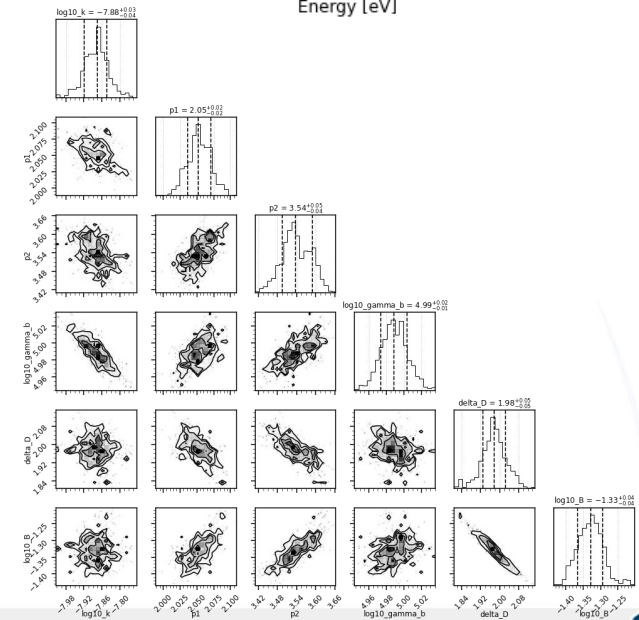 Energy [eV]
log10_k = −7.88+0.03 −0.04
p1 = 2.05+0.02 −0.02
p1
2.100
2.075
2.050
2.025
2.000
p2 = 3.54+0.05 −0.04
p2
3.66
3.60
3.54
3.48
3.42
log10_gamma_b = 4.99+0.02 −0.01
log10_gamma_b
5.02
5.00
4.98
4.96
delta_D = 1.98+0.05 −0.05
delta_D
2.08
2.00
1.92
1.84
log10_B = −1.33+0.04 −0.04
log10_B
−1.25
−1.30
−1.35
−1.40
−7.98 −7.92 −7.86 −7.80 2.000 2.025 2.050 2.075 2.100 3.42 3.48 3.54 3.60 3.66 4.96 4.98 5.00 5.02 1.84 1.92 2.00 2.08 −1.40 −1.35 −1.30 −1.25
log10_k p1 p2 log10_gamma_b delta_D log10_B